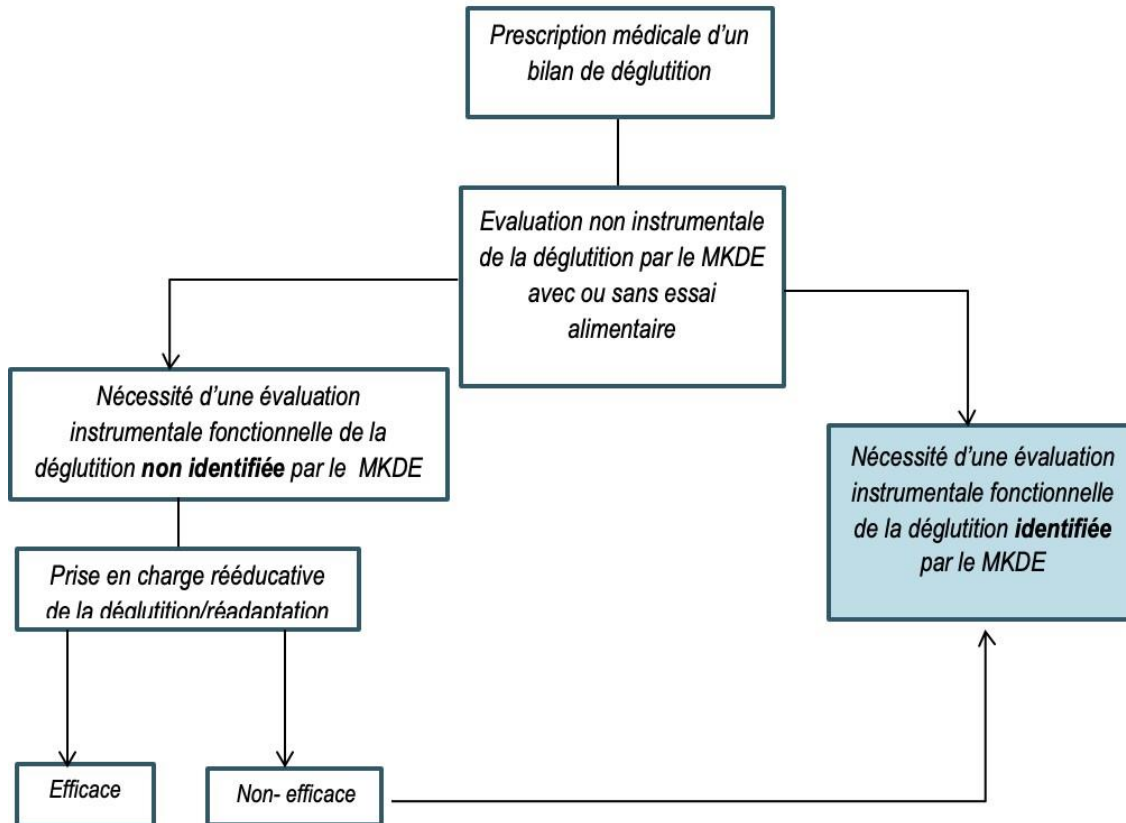 Prescription médicale d'un
bilan de déglutition
Evaluation non instrumentale
de la déglutition par le MKDE
avec ou sans essai
alimentaire
Nécessité d'une évaluation
instrumentale fonctionnelle de la
déglutition non identifiée par le MKDE
Nécessité d'une évaluation
instrumentale fonctionnelle
de la déglutition identifiée
par le MKDE
Prise en charge rééducative
de la déglutition/réadaptation
Efficace
Non- efficace